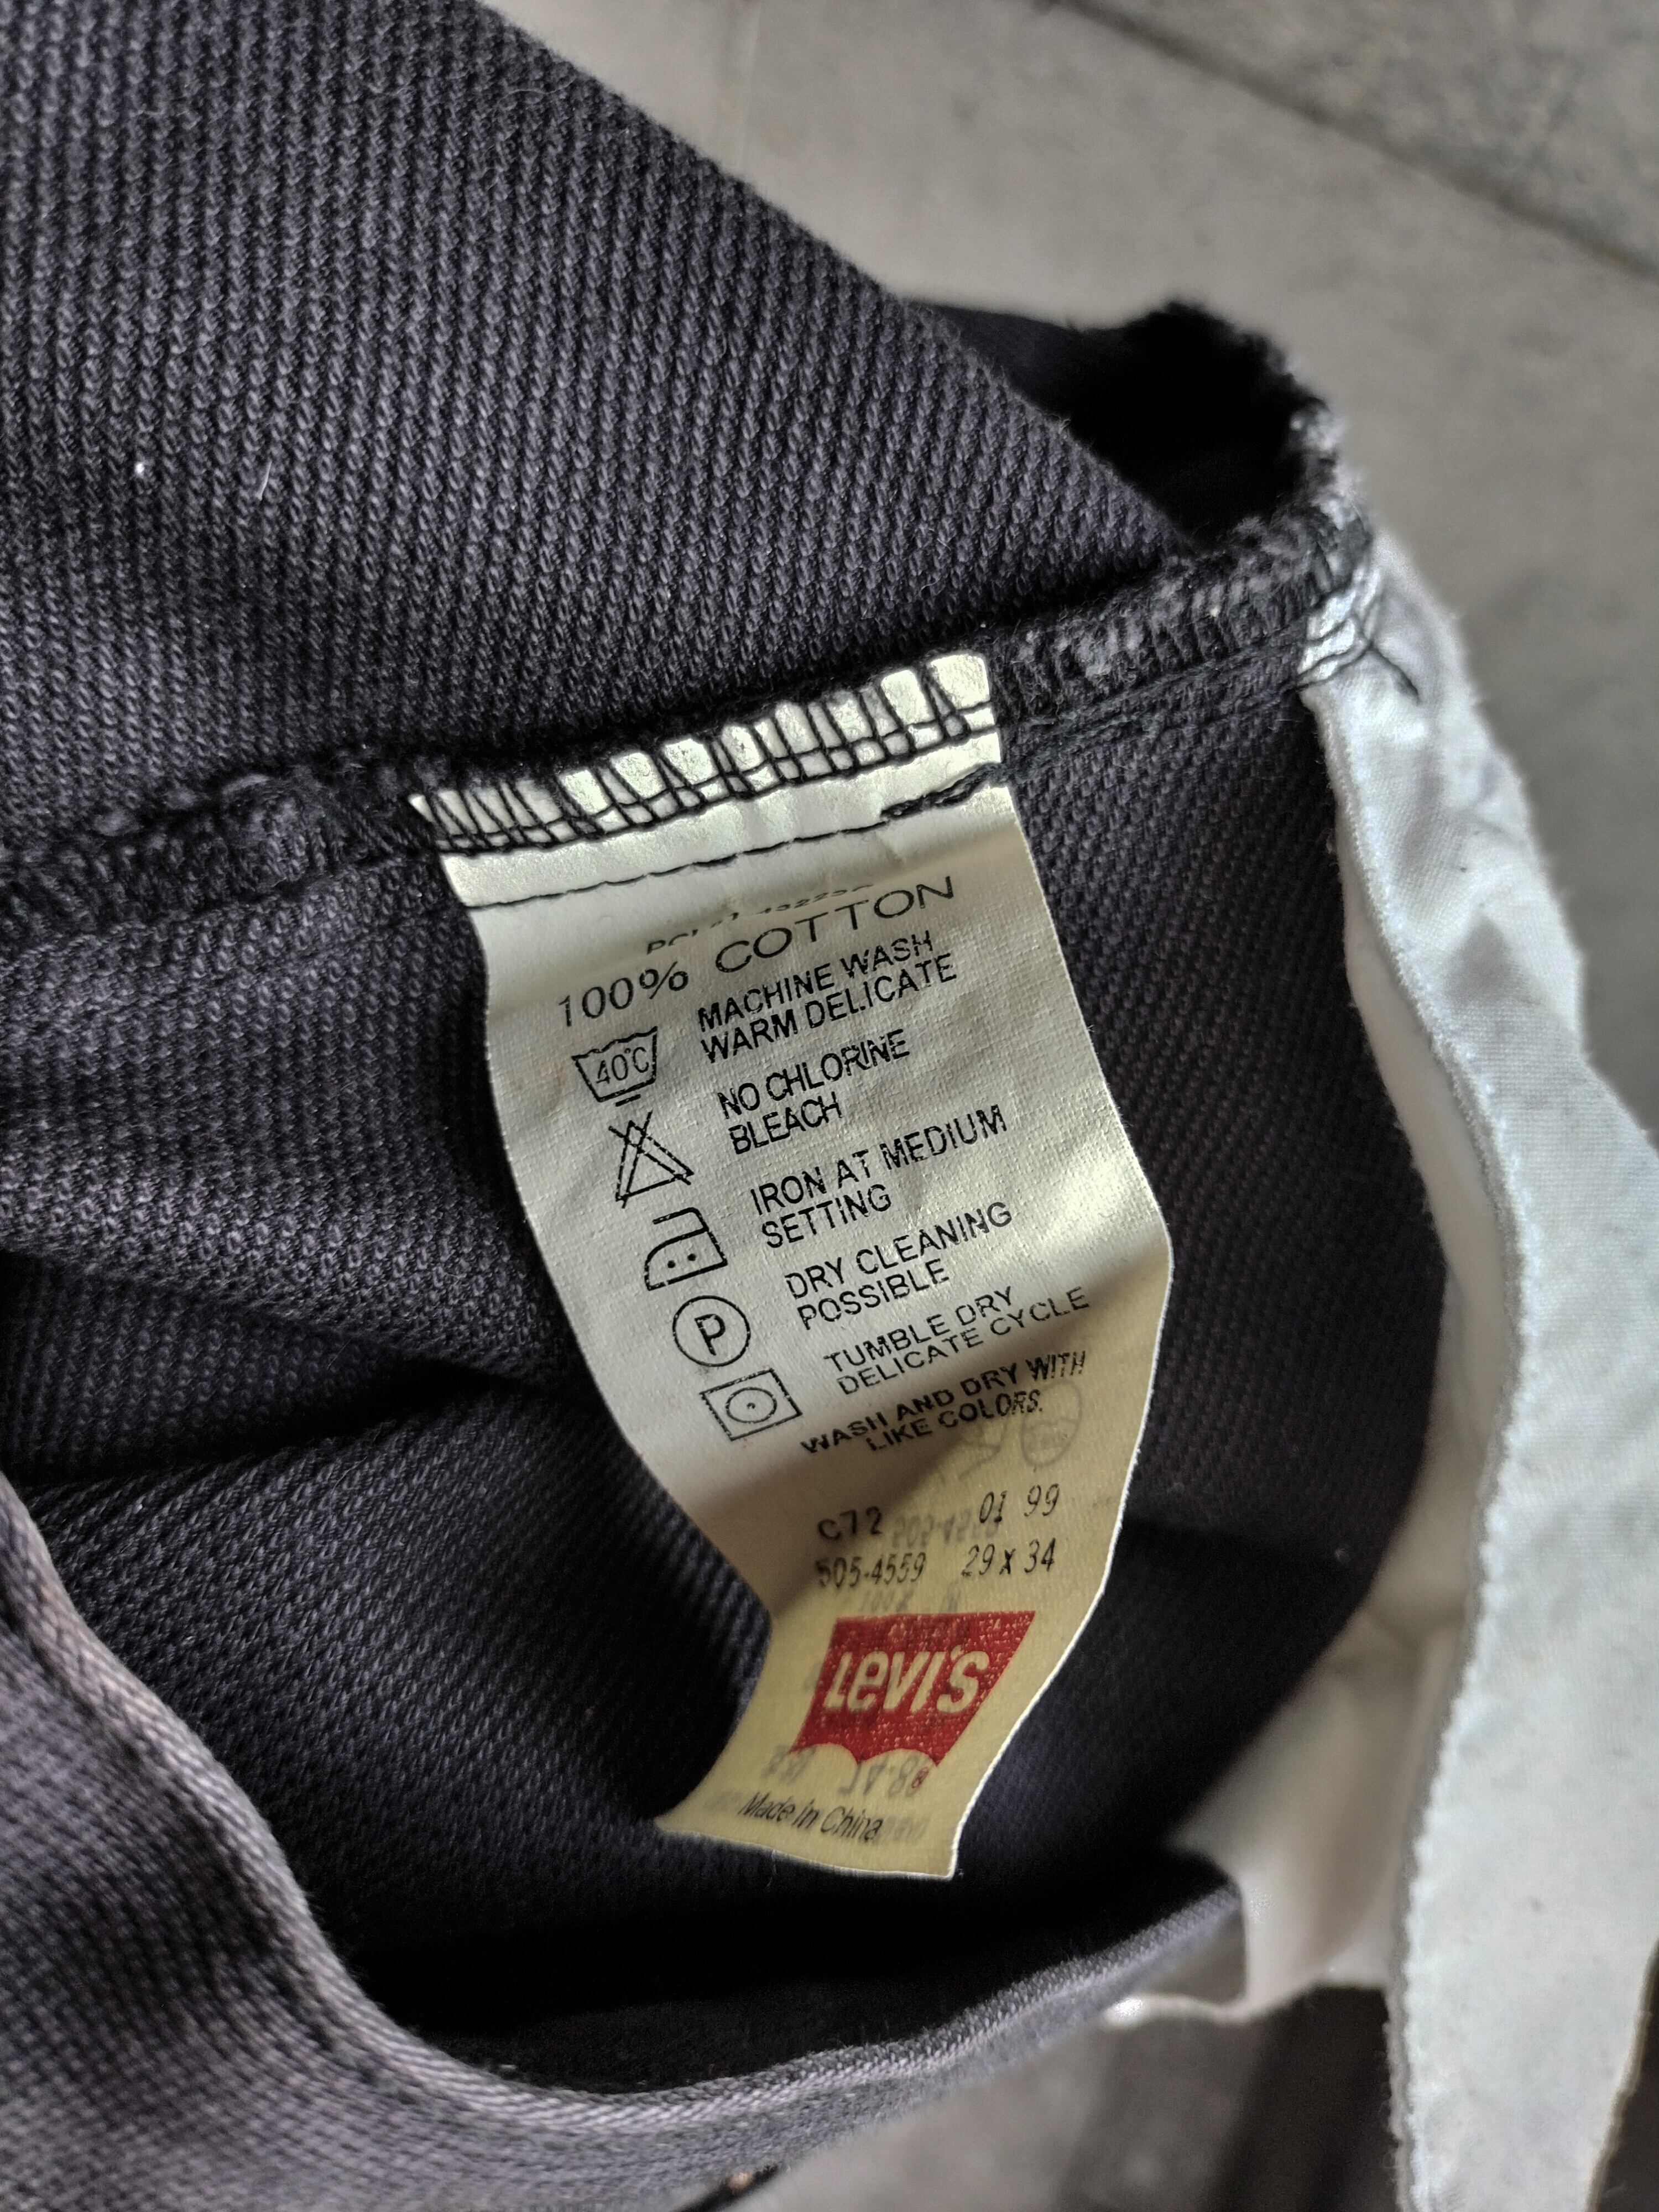 100% COTTON
40°C
MACHINE WASH
WARM DELICATE
NO CHLORINE
BLEACH
IRON AT MEDIUM
SETTING
P
DRY CLEANING
POSSIBLE
TUMBLE DRY
DELICATE CYCLE
WASH AND DRY WITH
LIKE COLORS.
C72 01 99
505-4559 29 x 34
LEVI'S
®
Made in China